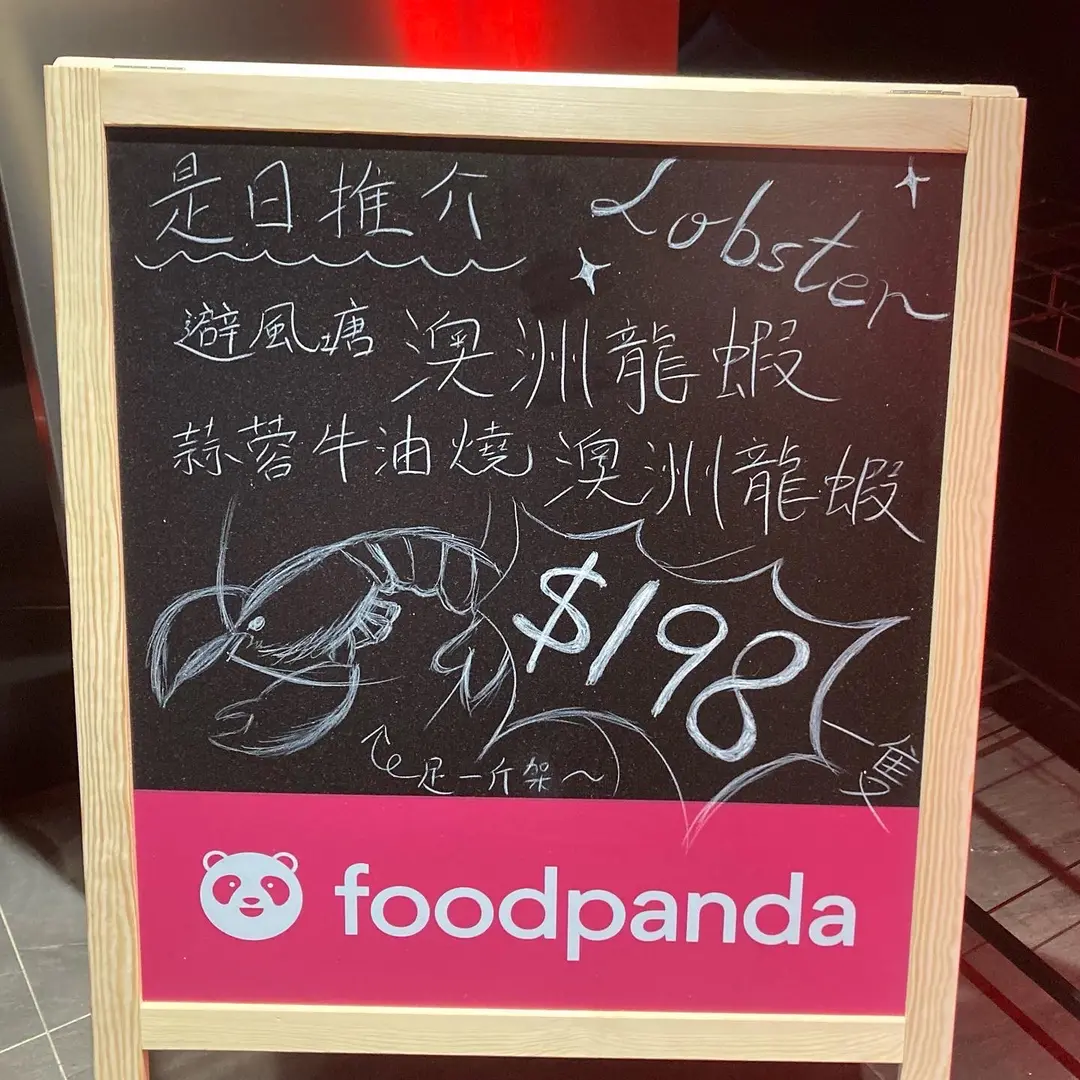 是日推介
Lobster
避風塘 澳洲龍蝦
蒜蓉牛油燒 澳洲龍蝦
$198
一隻
足一斤架~
foodpanda